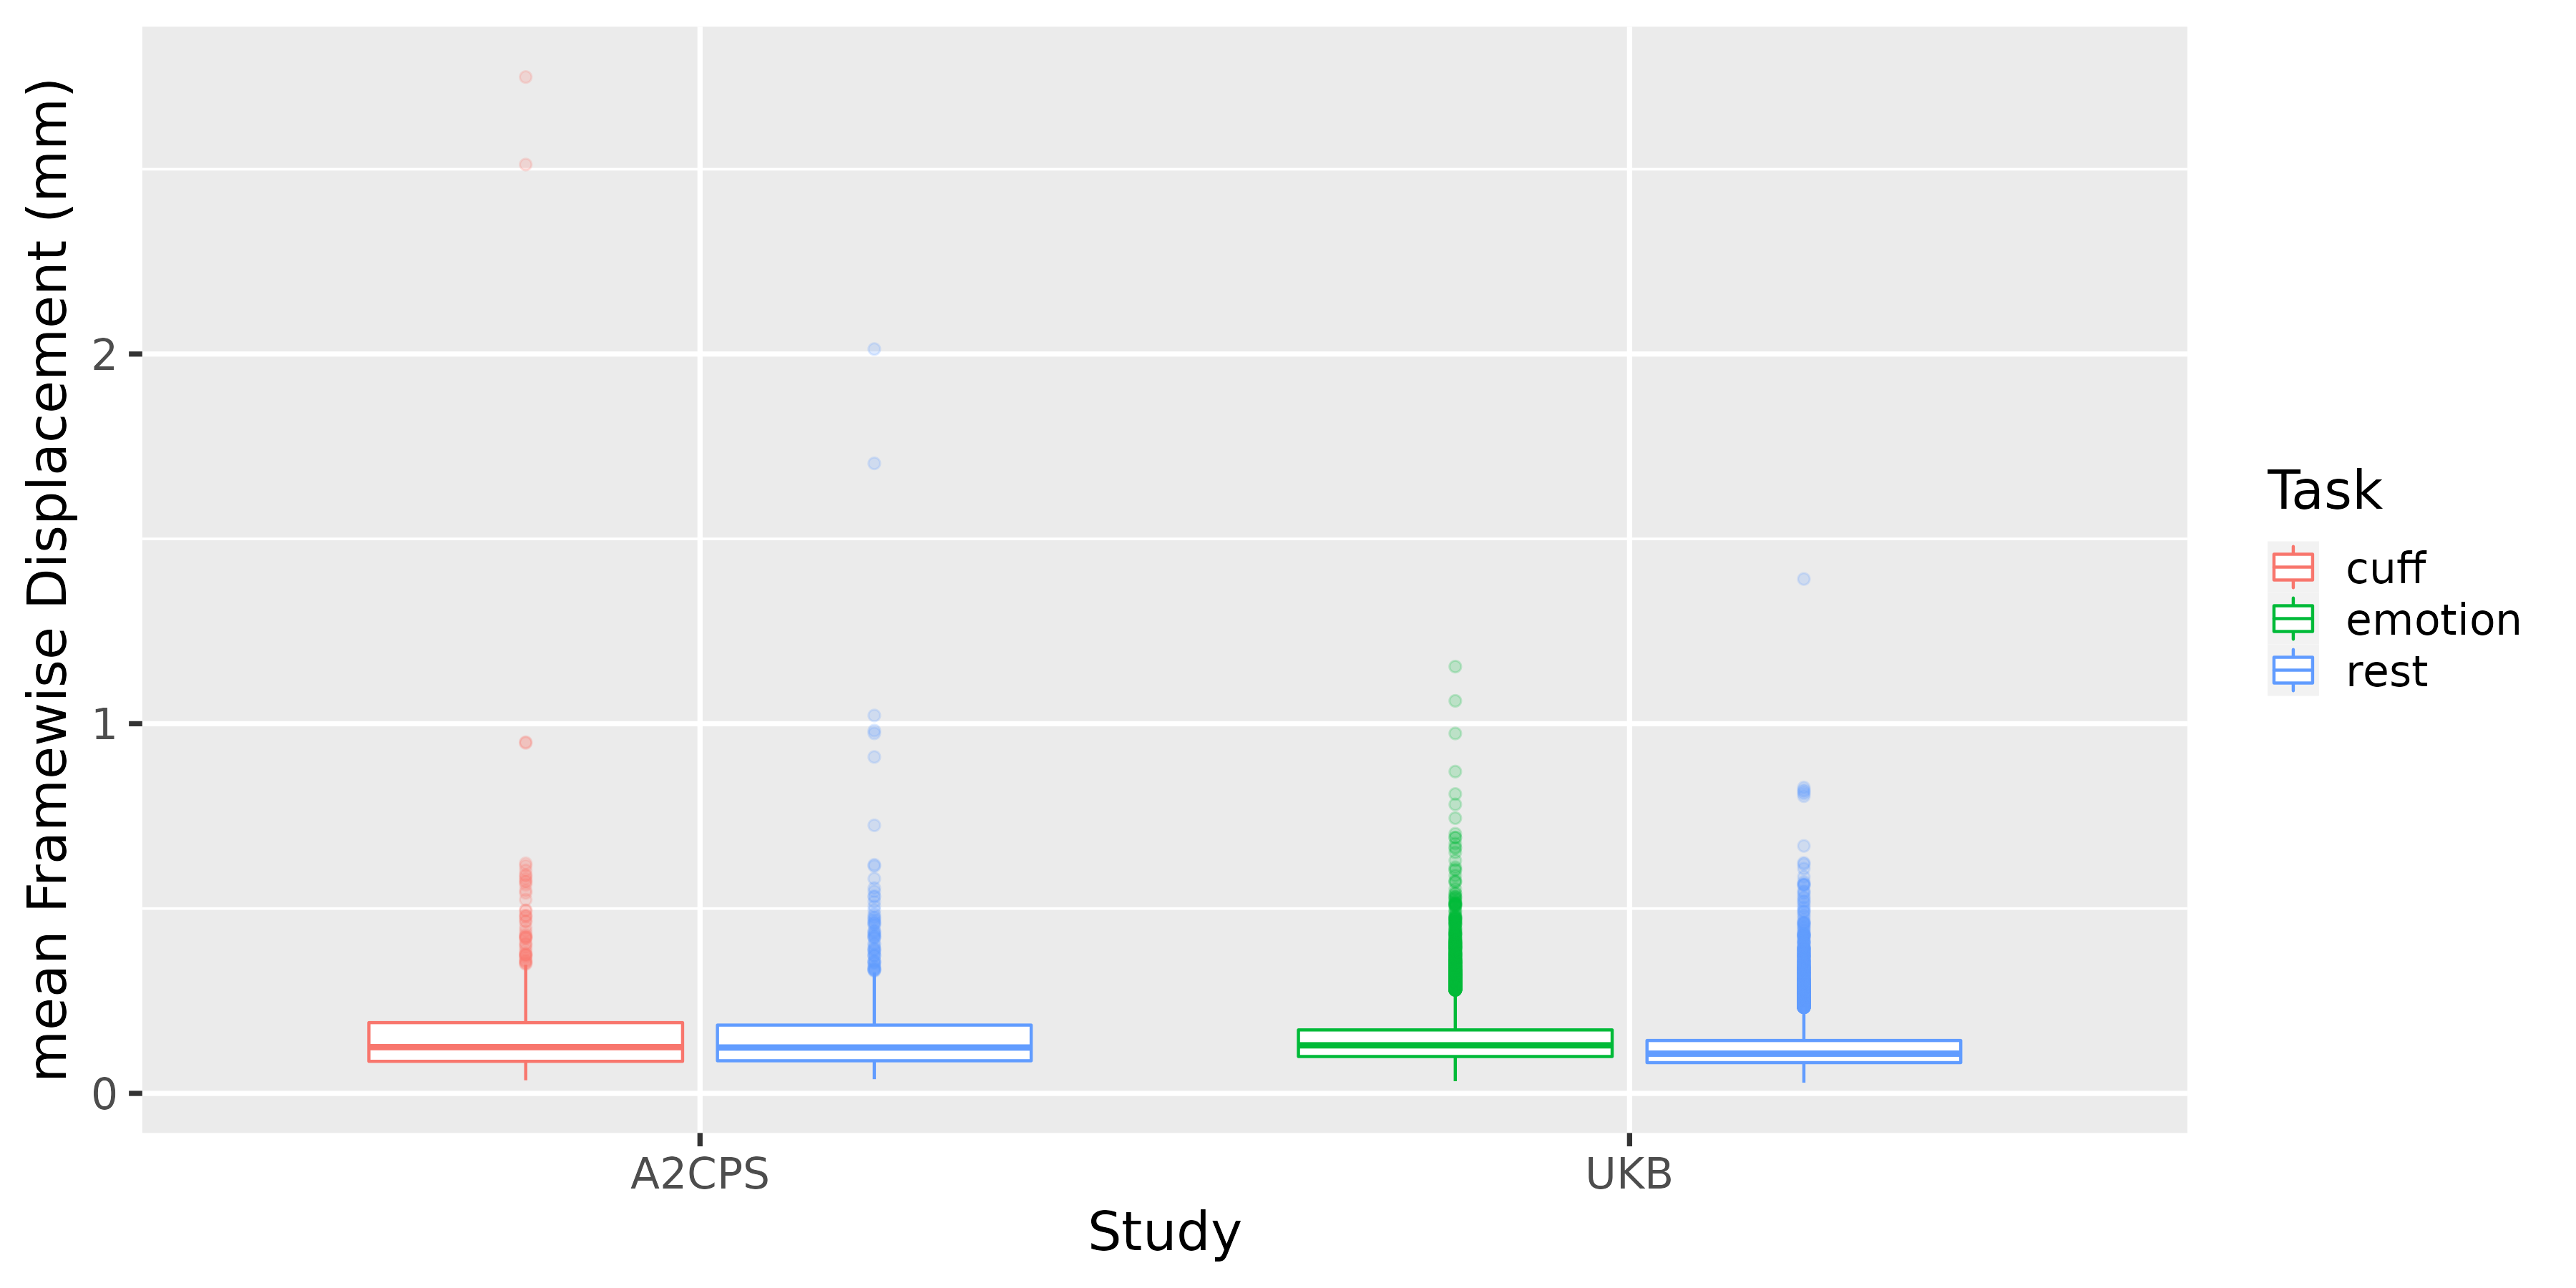 mean Framewise Displacement (mm)
2
1
0
A2CPS
UKB
Study
Task
cuff
emotion
rest